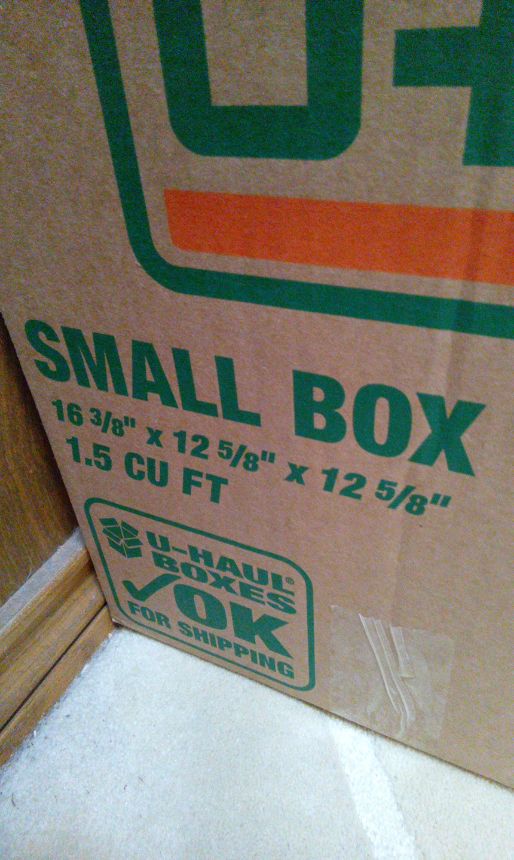 U-
SMALL BOX
16 3/8" x 12 5/8" x 12 5/8"
1.5 CU FT
U-HAUL®
BOXES
✓OK
FOR SHIPPING